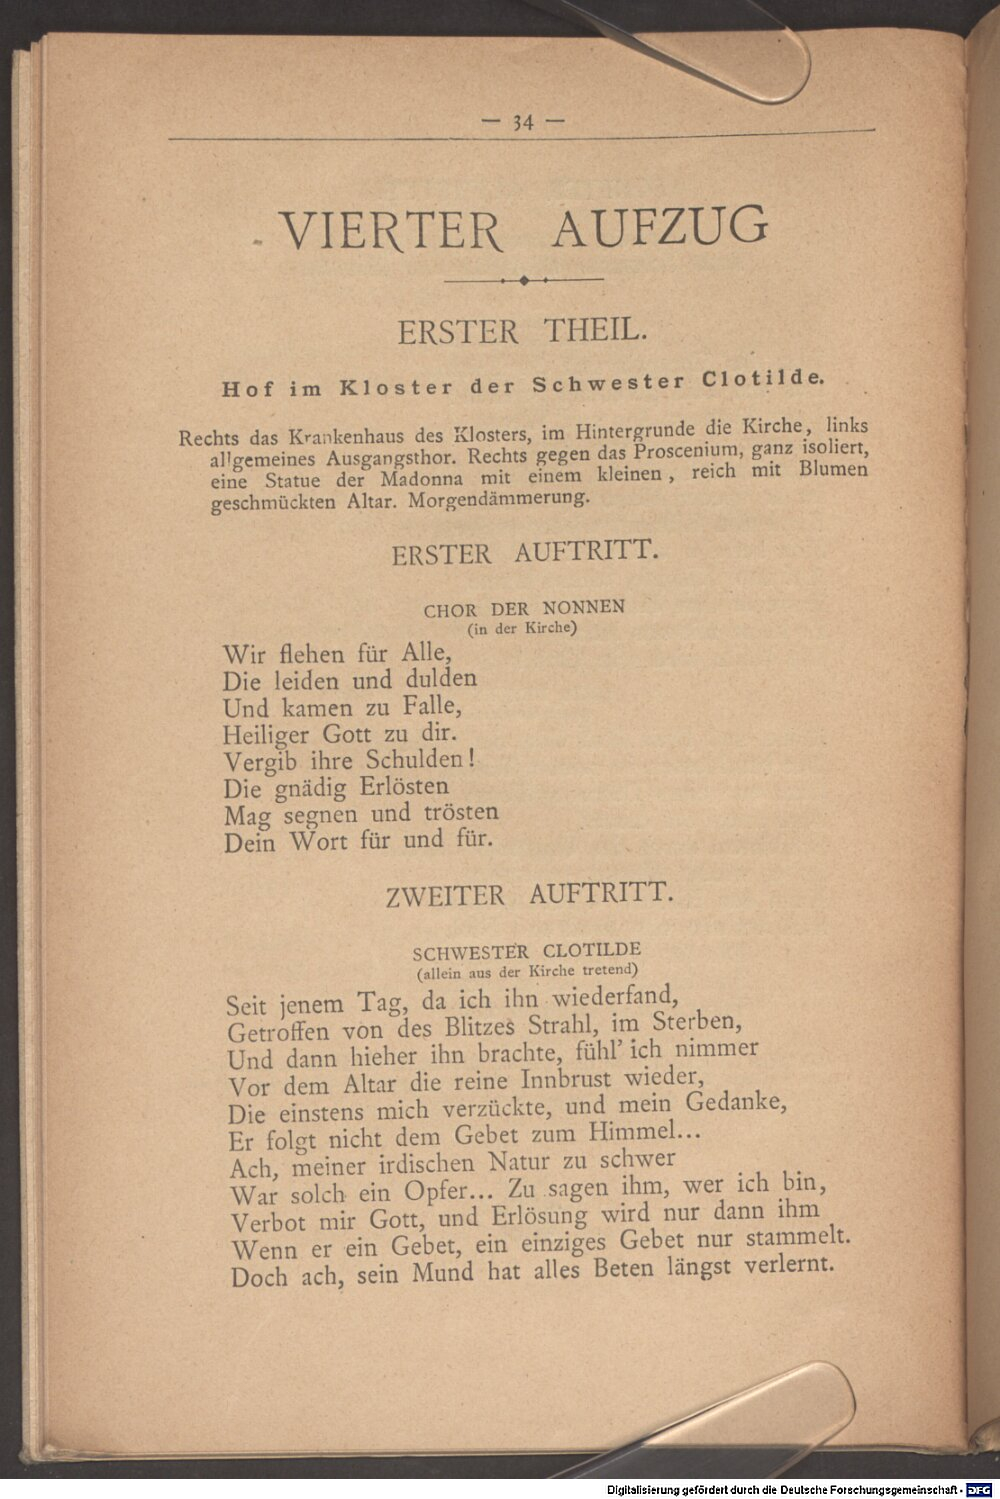 — 34 —
VIERTER AUFZUG
ERSTER THEIL.
Hof im Kloster der Schwester Clotilde.
Rechts das Krankenhaus des Klosters, im Hintergrunde die Kirche, links
allgemeines Ausgangsthor. Rechts gegen das Proscenium, ganz isoliert,
eine Statue der Madonna mit einem kleinen, reich mit Blumen
geschmückten Altar. Morgendämmerung.
ERSTER AUFTRITT.
CHOR DER NONNEN
(in der Kirche)
Wir flehen für Alle,
Die leiden und dulden
Und kamen zu Falle,
Heiliger Gott zu dir.
Vergib ihre Schulden!
Die gnädig Erlösten
Mag segnen und trösten
Dein Wort für und für.
ZWEITER AUFTRITT.
SCHWESTER CLOTILDE
(allein aus der Kirche tretend)
Seit jenem Tag, da ich ihn wiederfand,
Getroffen von des Blitzes Strahl, im Sterben,
Und dann hieher ihn brachte, fühl' ich nimmer
Vor dem Altar die reine Innbrust wieder,
Die einstens mich verzückte, und mein Gedanke,
Er folgt nicht dem Gebet zum Himmel...
Ach, meiner irdischen Natur zu schwer
War solch ein Opfer... Zu sagen ihm, wer ich bin,
Verbot mir Gott, und Erlösung wird nur dann ihm
Wenn er ein Gebet, ein einziges Gebet nur stammelt.
Doch ach, sein Mund hat alles Beten längst verlernt.
Digitalisierung gefördert durch die Deutsche Forschungsgemeinschaft - DFG